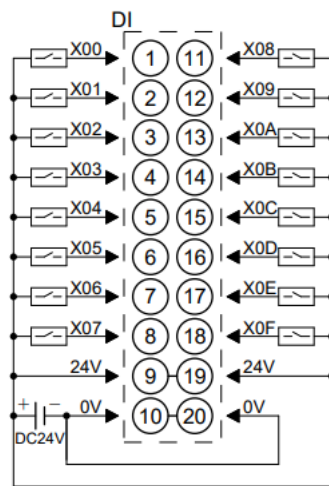 DI
X00 1 11 X08
X01 2 12 X09
X02 3 13 X0A
X03 4 14 X0B
X04 5 15 X0C
X05 6 16 X0D
X06 7 17 X0E
X07 8 18 X0F
24V 9 19 24V
+ − 0V 10 20 0V
DC24V